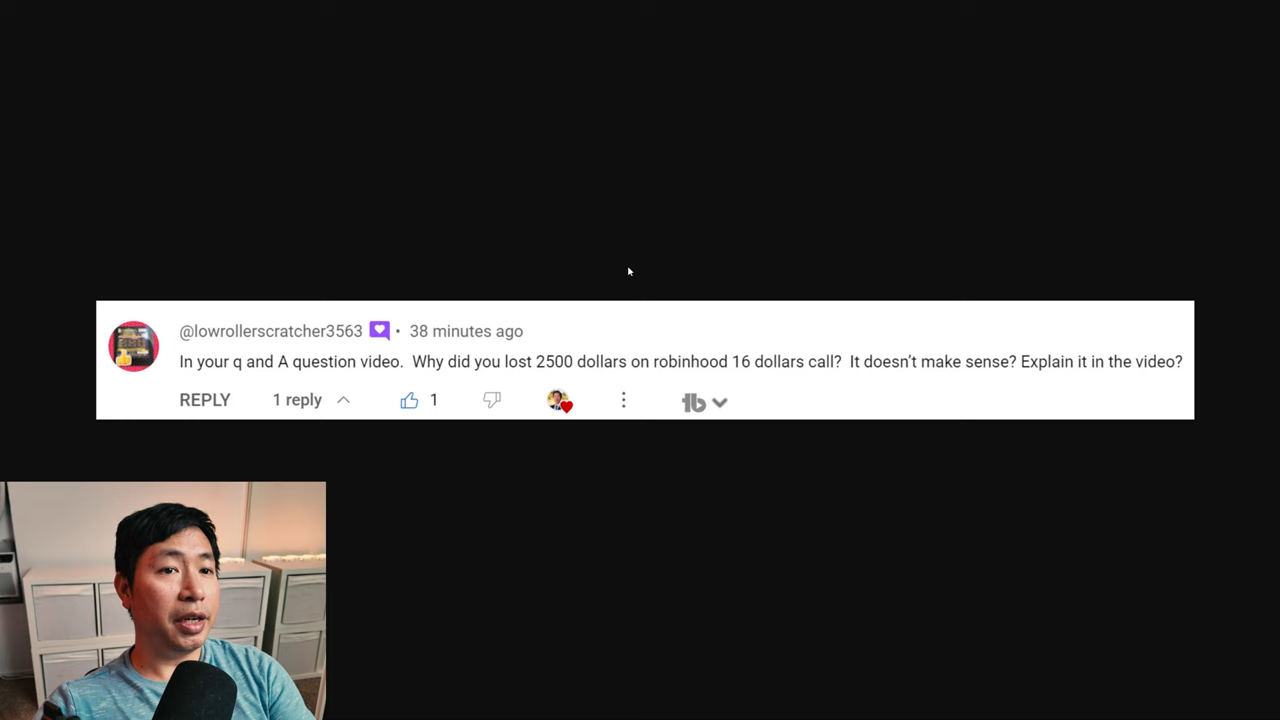 @lowrollerscratcher3563 • 38 minutes ago
In your q and A question video. Why did you lost 2500 dollars on robinhood 16 dollars call? It doesn't make sense? Explain it in the video?
REPLY 1 reply 1 tb